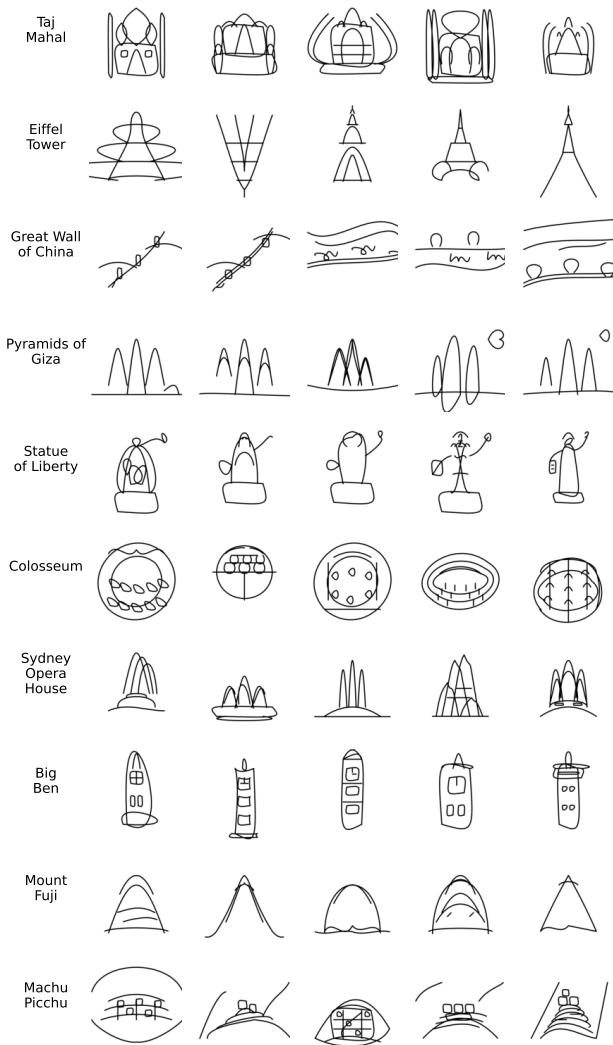 Taj
Mahal
Eiffel
Tower
Great Wall
of China
Pyramids of
Giza
Statue
of Liberty
Colosseum
Sydney
Opera
House
Big
Ben
Mount
Fuji
Machu
Picchu